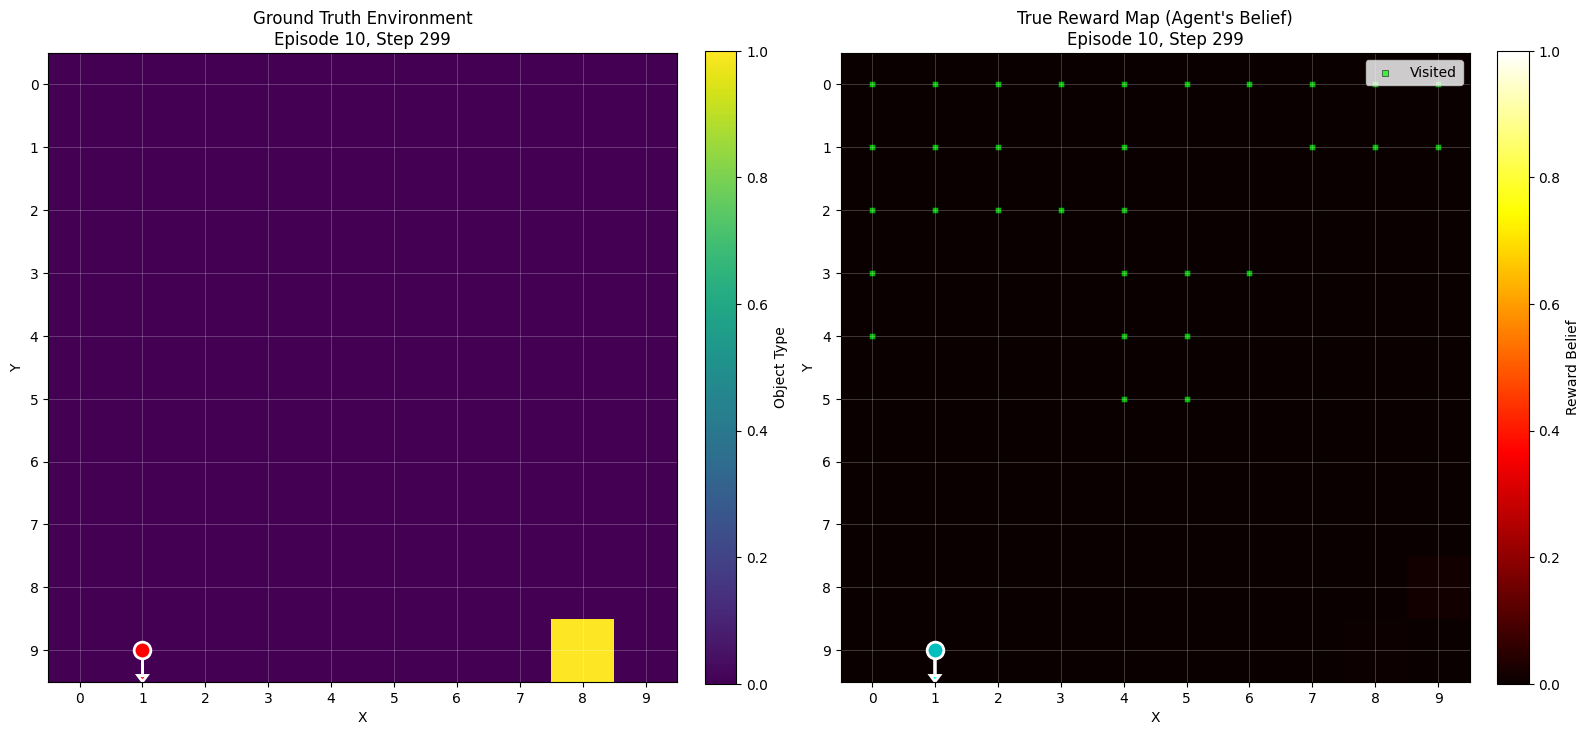 Ground Truth Environment
Episode 10, Step 299
True Reward Map (Agent's Belief)
Episode 10, Step 299
Visited
0
1
2
3
4
5
6
7
8
9
Y
0 1 2 3 4 5 6 7 8 9
X
1.0
0.8
0.6
0.4
0.2
0.0
Object Type
0
1
2
3
4
5
6
7
8
9
Y
0 1 2 3 4 5 6 7 8 9
X
1.0
0.8
0.6
0.4
0.2
0.0
Reward Belief